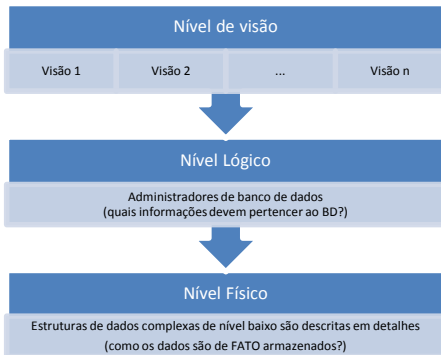 Nível de visão
Visão 1 Visão 2 ... Visão n
Nível Lógico
Administradores de banco de dados
(quais informações devem pertencer ao BD?)
Nível Físico
Estruturas de dados complexas de nível baixo são descritas em detalhes
(como os dados são de FATO armazenados?)